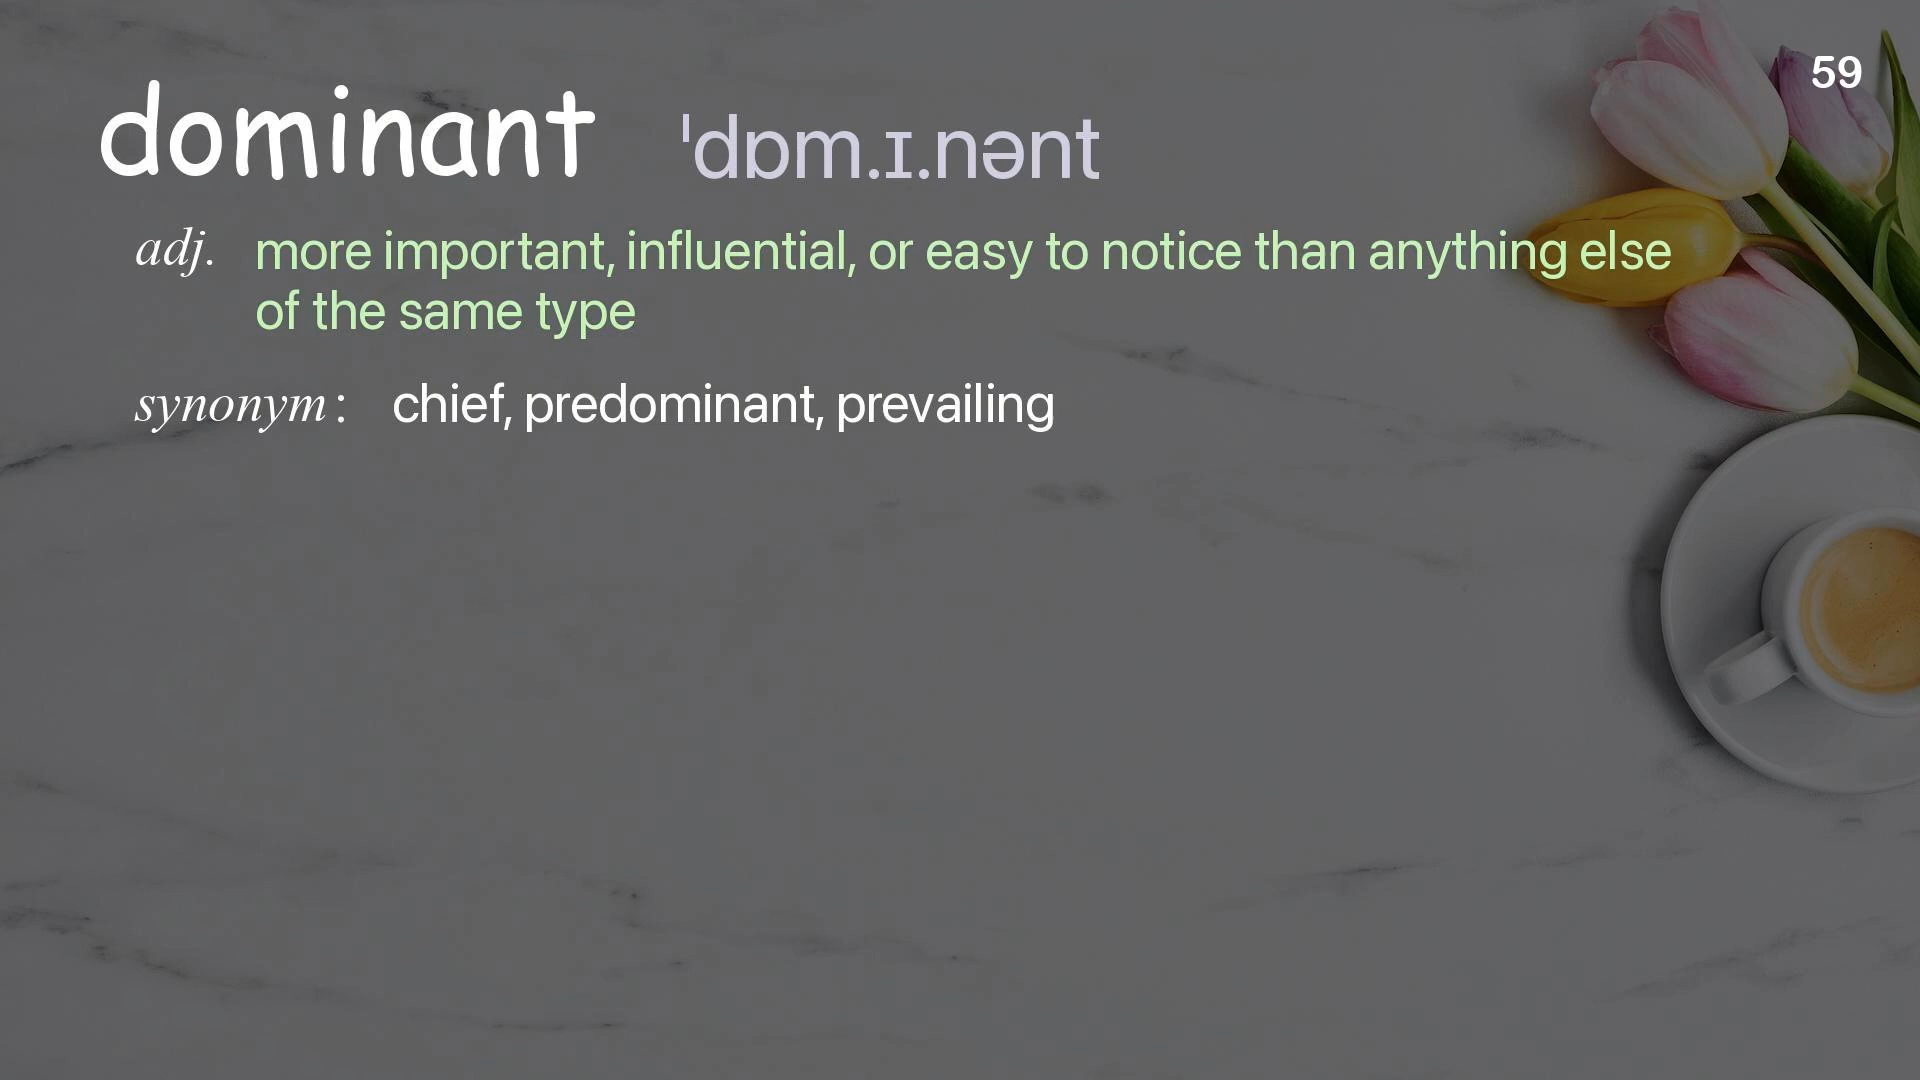 59
dominant ˈdɒm.ɪ.nənt
adj. more important, influential, or easy to notice than anything else
of the same type
synonym: chief, predominant, prevailing